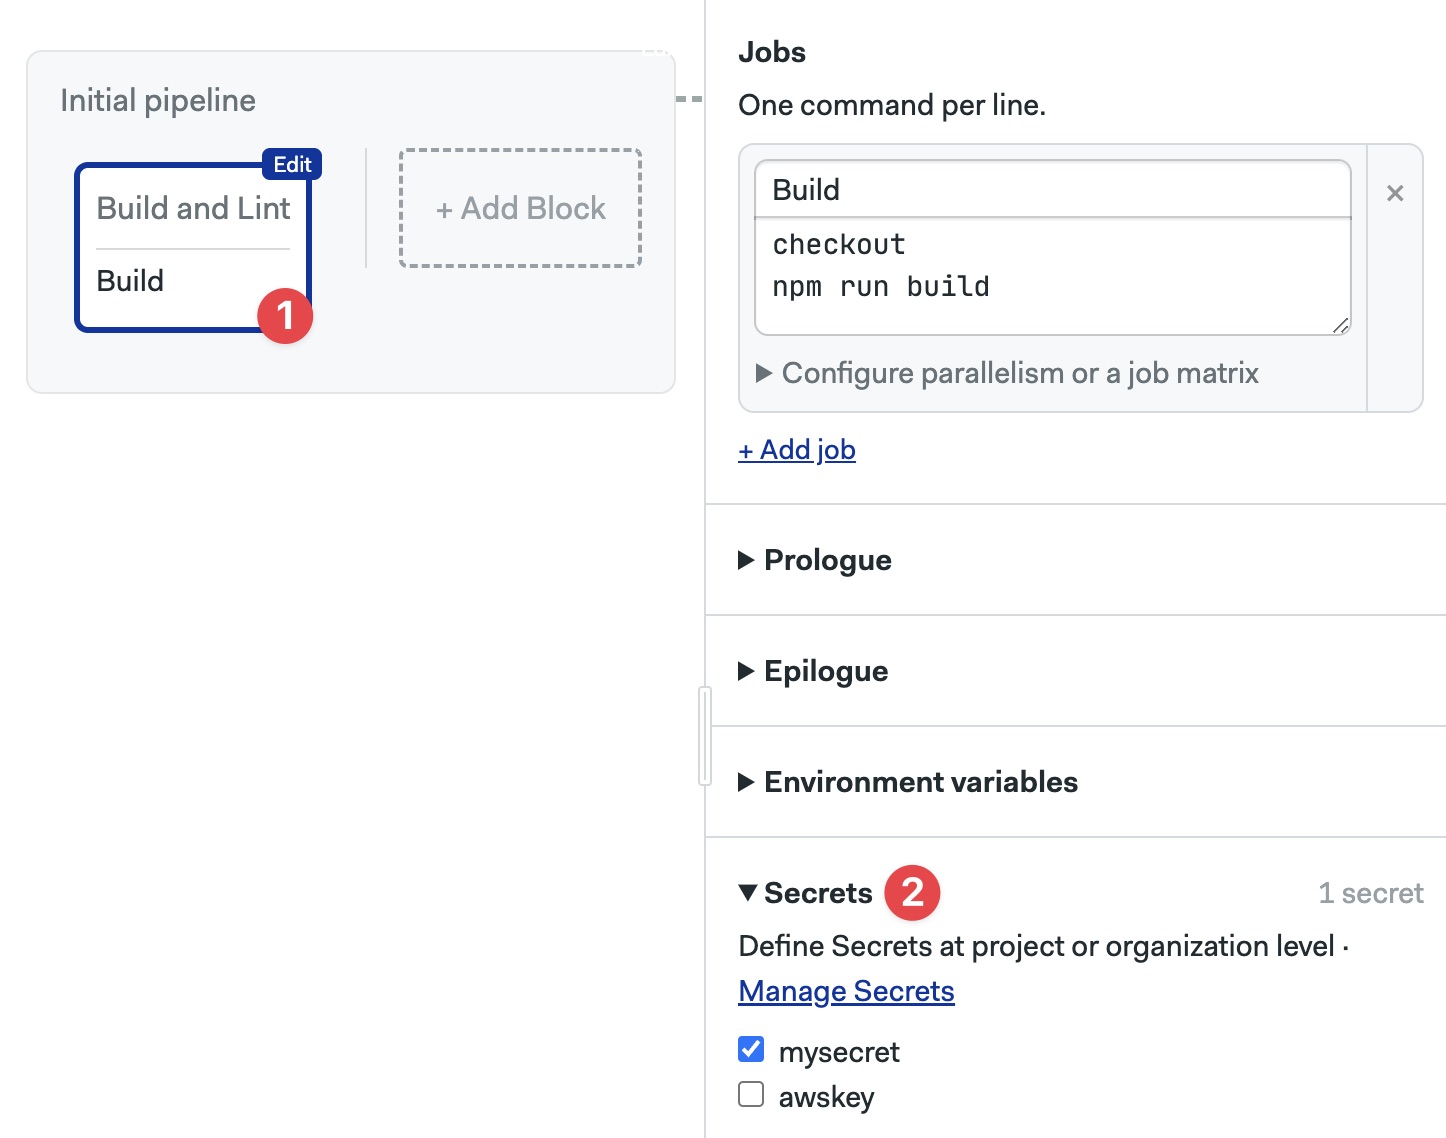 Initial pipeline
Edit
Build and Lint
Build
1
+ Add Block
Jobs
One command per line.
Build
checkout
npm run build
Configure parallelism or a job matrix
+ Add job
Prologue
Epilogue
Environment variables
Secrets 2 1 secret
Define Secrets at project or organization level ·
Manage Secrets
mysecret
awskey